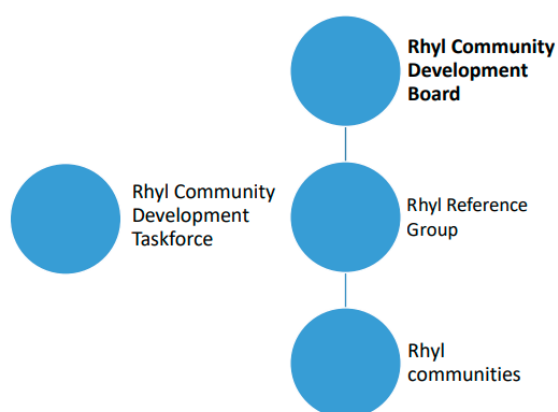 Rhyl Community
Development
Board
Rhyl Community
Development
Taskforce
Rhyl Reference
Group
Rhyl
communities